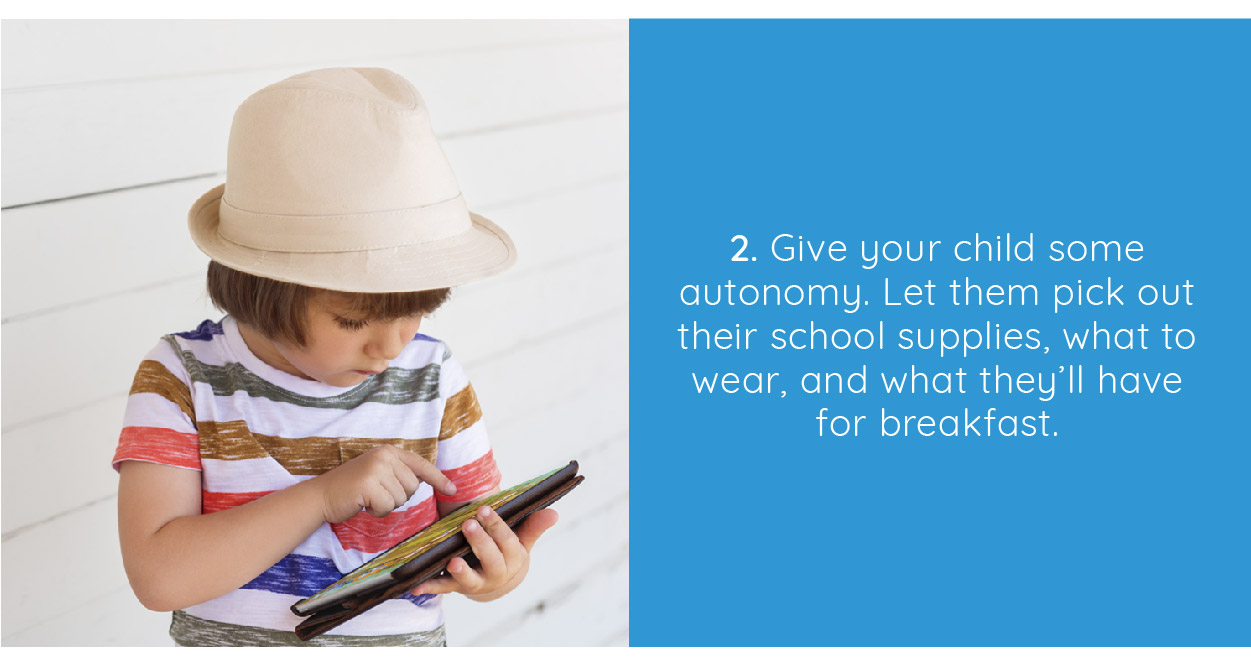 2. Give your child some
autonomy. Let them pick out
their school supplies, what to
wear, and what they’ll have
for breakfast.